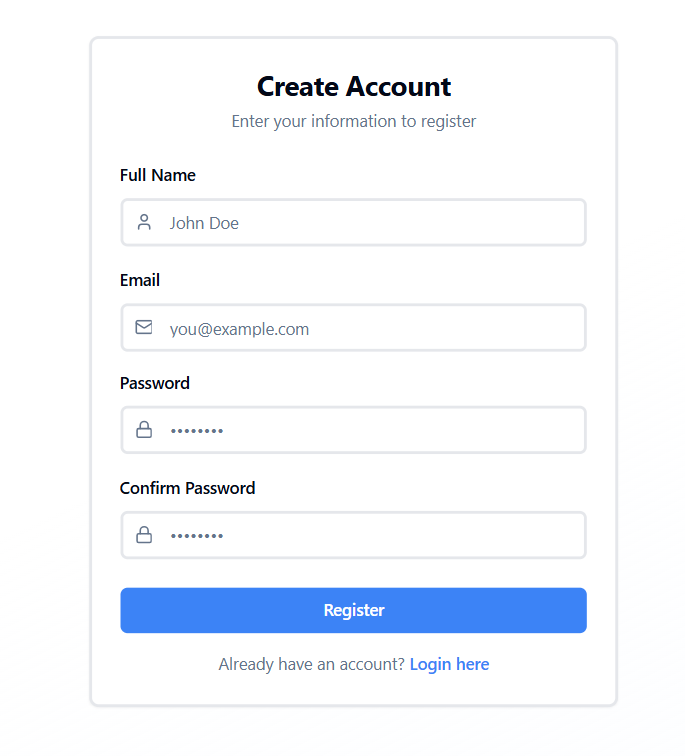 Create Account
Enter your information to register
Full Name
John Doe
Email
you@example.com
Password
••••••••
Confirm Password
••••••••
Register
Already have an account? Login here